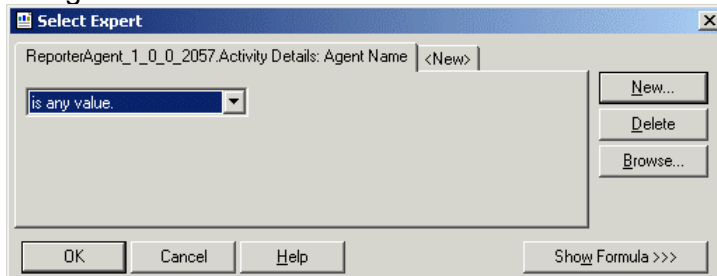 Select Expert
ReporterAgent_1_0_0_2057.Activity Details: Agent Name <New>
is any value.
New...
Delete
Browse...
OK Cancel Help Show Formula >>>